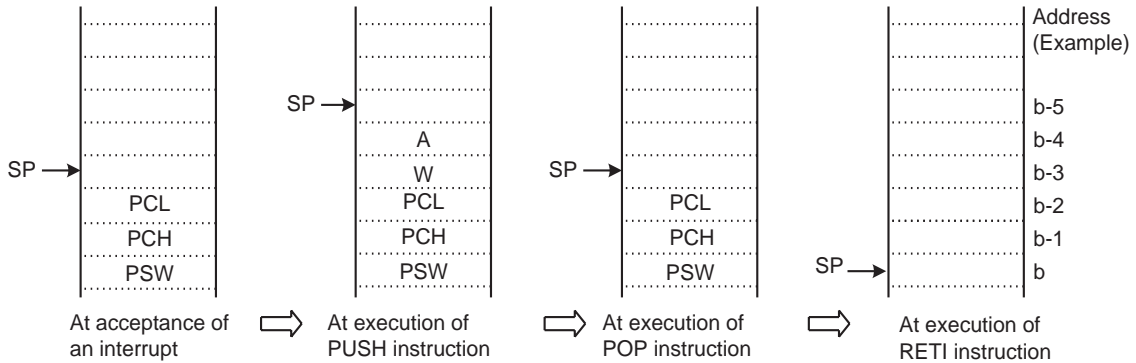 Address
(Example)
SP
b-5
A
b-4
SP
W
SP
b-3
PCL
PCL
PCL
b-2
PCH
PCH
PCH
b-1
PSW
PSW
PSW
SP
b
At acceptance of
an interrupt
At execution of
PUSH instruction
At execution of
POP instruction
At execution of
RETI instruction